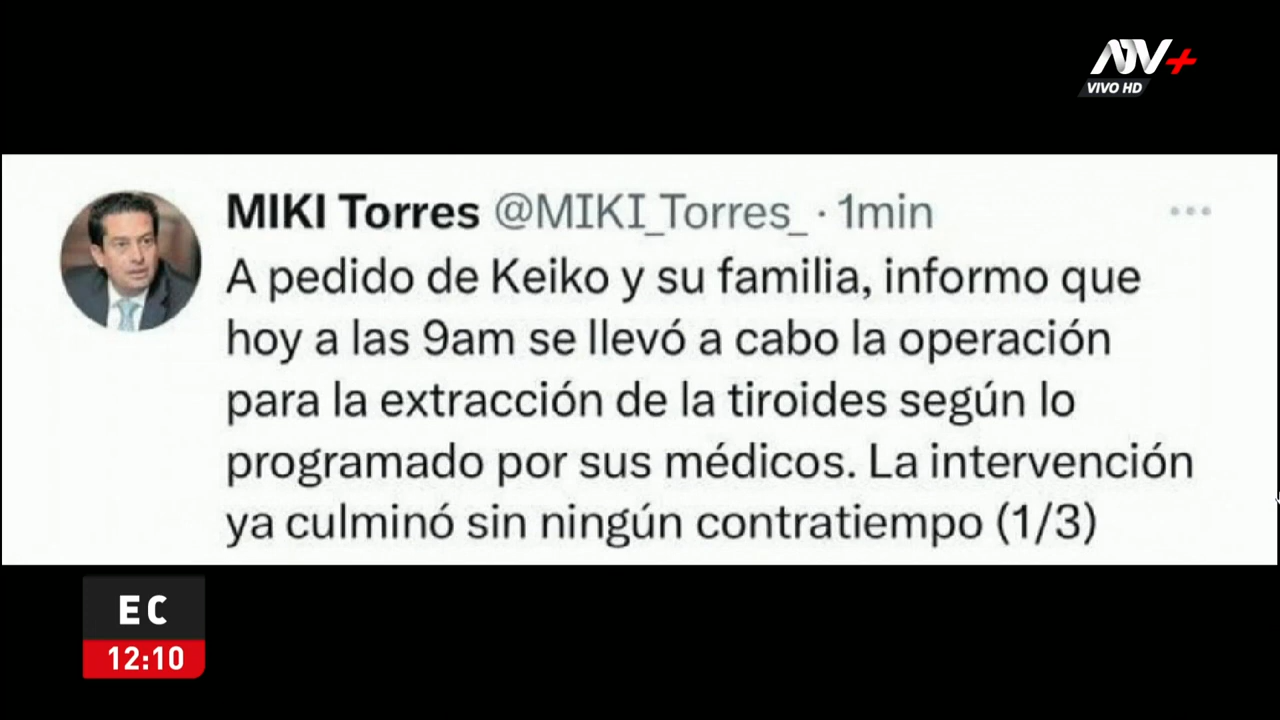 ATV+
VIVO HD
MIKI Torres @MIKI_Torres_ · 1min
A pedido de Keiko y su familia, informo que
hoy a las 9am se llevó a cabo la operación
para la extracción de la tiroides según lo
programado por sus médicos. La intervención
ya culminó sin ningún contratiempo (1/3)
EC
12:10